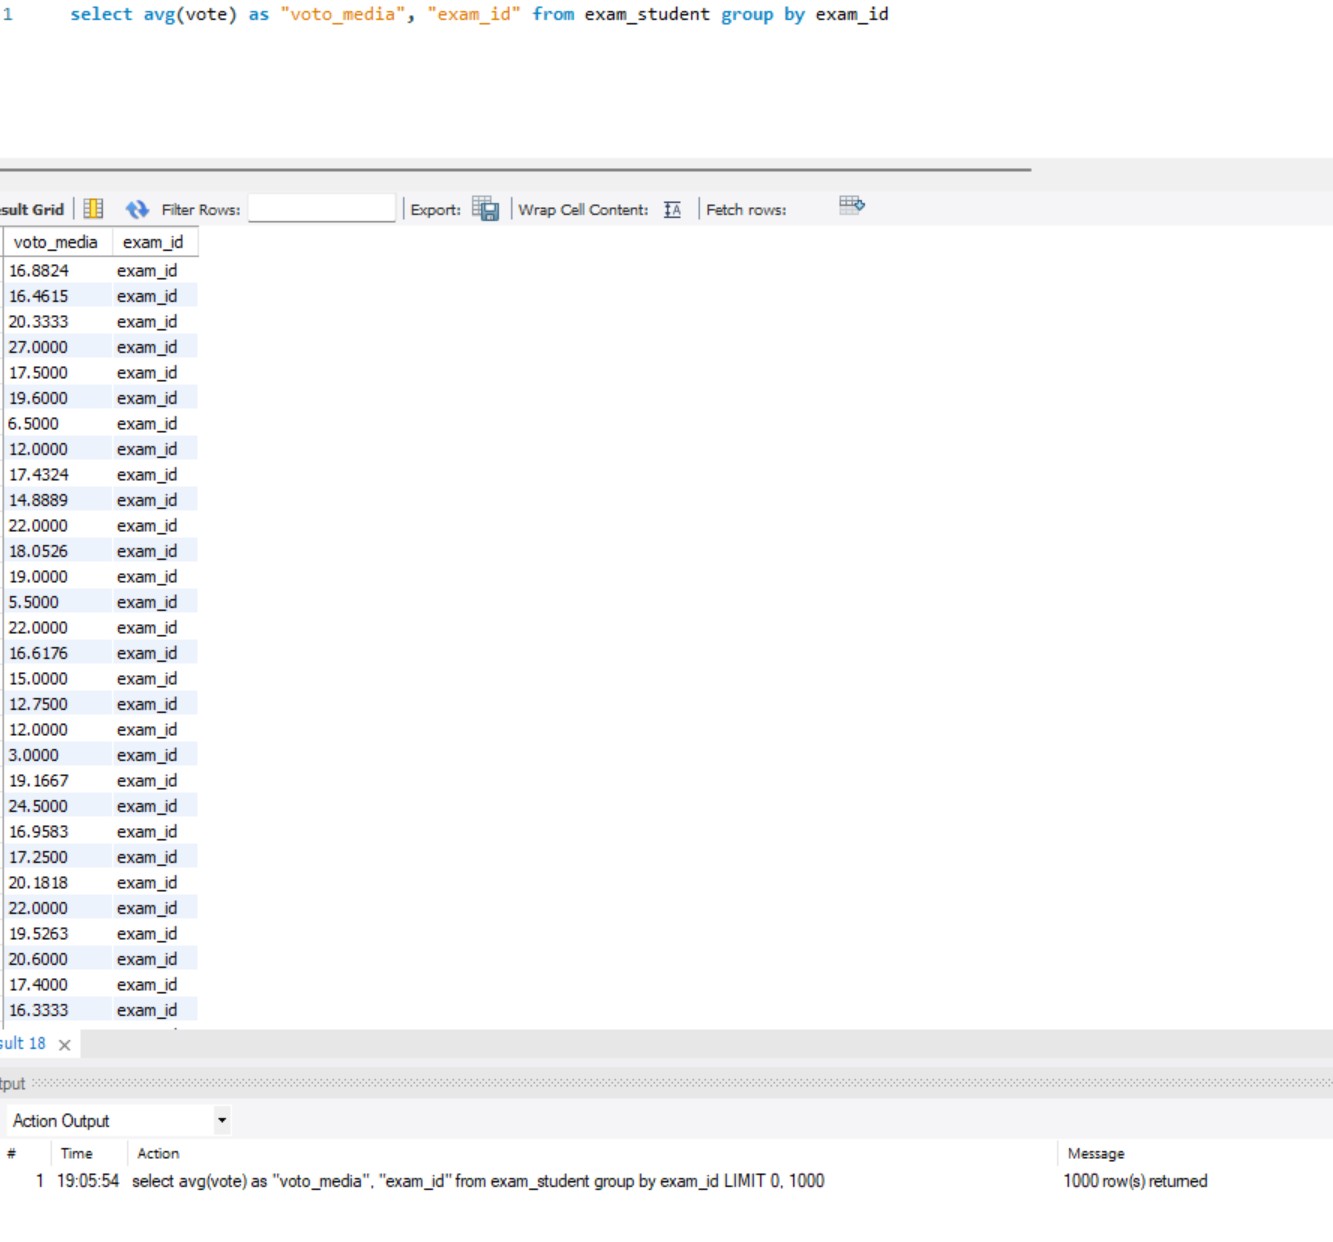 1 select avg(vote) as "voto_media", "exam_id" from exam_student group by exam_id
sult Grid Filter Rows: Export: Wrap Cell Content: Fetch rows:
voto_media exam_id
16.8824 exam_id
16.4615 exam_id
20.3333 exam_id
27.0000 exam_id
17.5000 exam_id
19.6000 exam_id
6.5000 exam_id
12.0000 exam_id
17.4324 exam_id
14.8889 exam_id
22.0000 exam_id
18.0526 exam_id
19.0000 exam_id
5.5000 exam_id
22.0000 exam_id
16.6176 exam_id
15.0000 exam_id
12.7500 exam_id
12.0000 exam_id
3.0000 exam_id
19.1667 exam_id
24.5000 exam_id
16.9583 exam_id
17.2500 exam_id
20.1818 exam_id
22.0000 exam_id
19.5263 exam_id
20.6000 exam_id
17.4000 exam_id
16.3333 exam_id
sult 18
tput
Action Output
# Time Action Message
1 19:05:54 select avg(vote) as "voto_media", "exam_id" from exam_student group by exam_id LIMIT 0, 1000 1000 row(s) returned